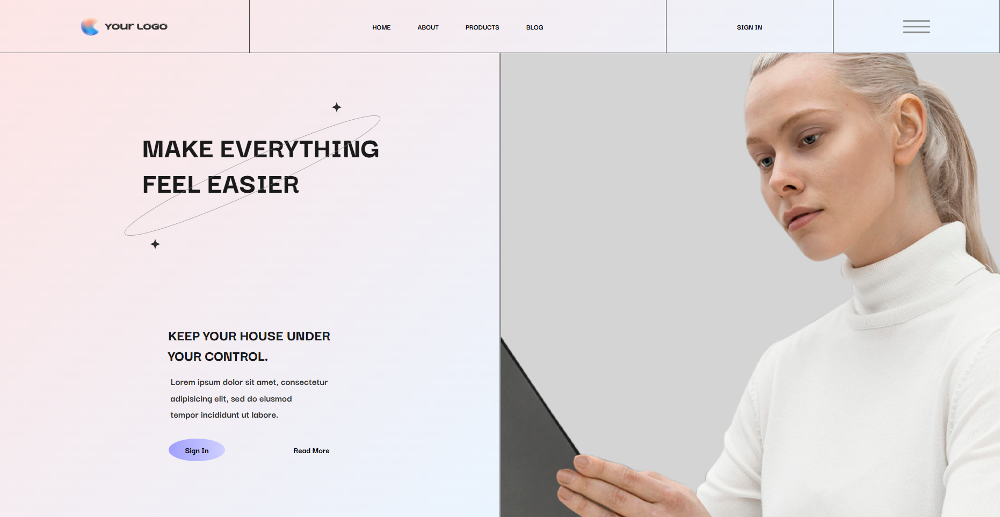 YOUR LOGO
HOME ABOUT PRODUCTS BLOG
SIGN IN
MAKE EVERYTHING
FEEL EASIER
KEEP YOUR HOUSE UNDER
YOUR CONTROL.
Lorem ipsum dolor sit amet, consectetur
adipisicing elit, sed do eiusmod
tempor incididunt ut labore.
Sign In
Read More